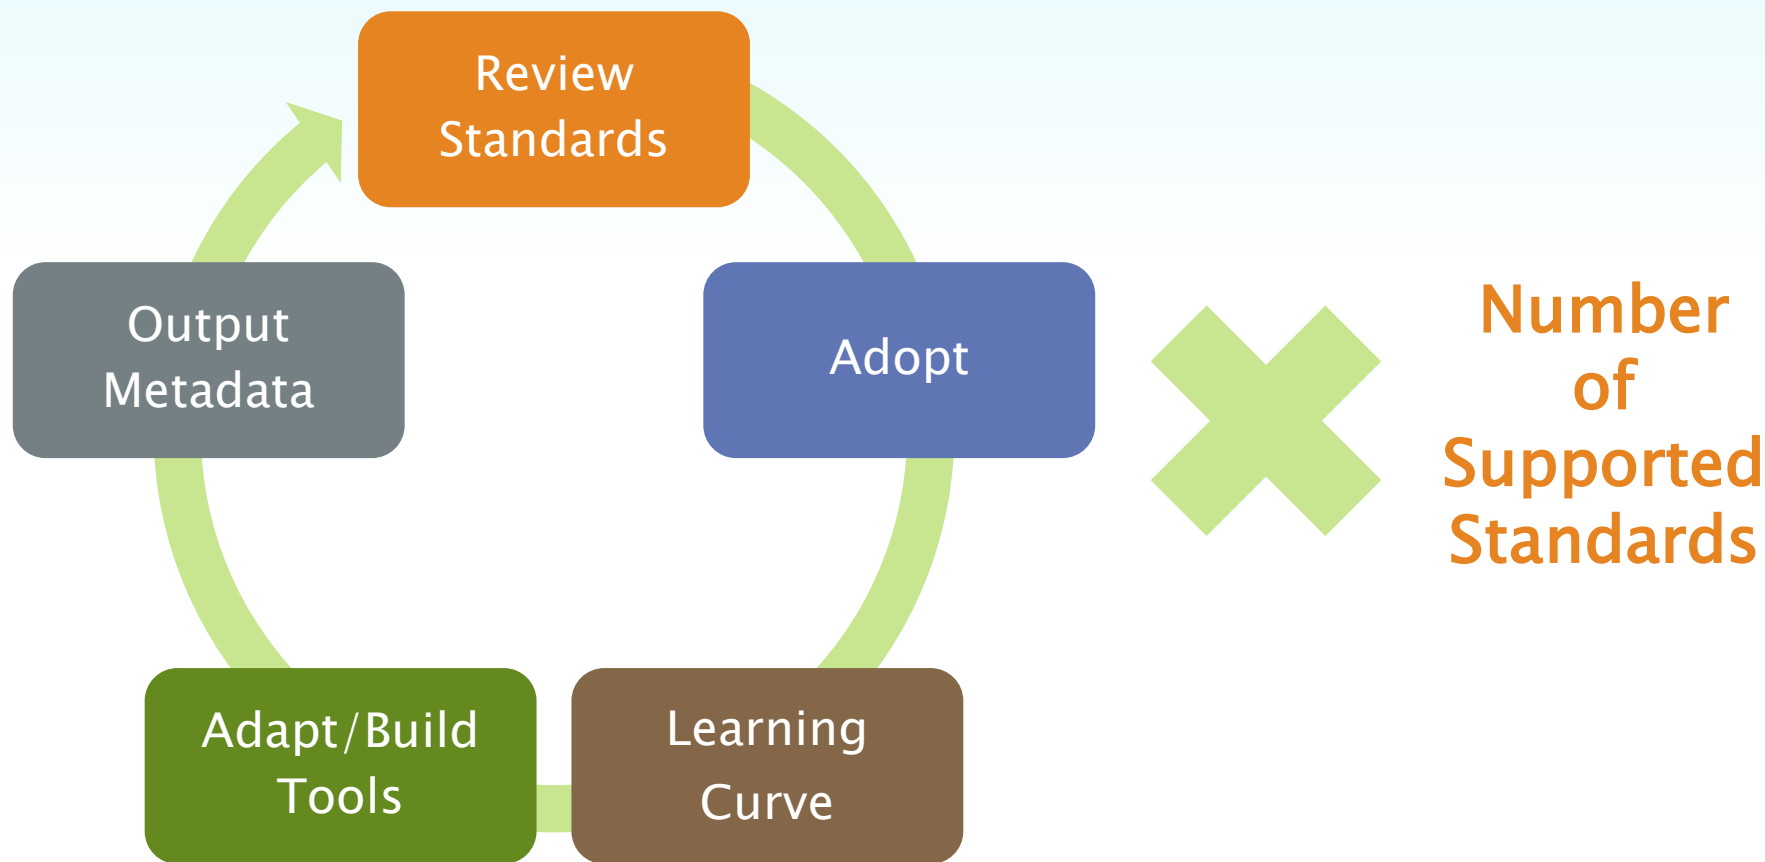 Review
Standards
Adopt
Learning
Curve
Adapt/Build
Tools
Output
Metadata
Number
of
Supported
Standards